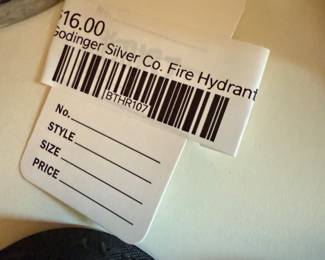 16.00
Godinger Silver Co. Fire Hydrant
BTHR107
No.
STYLE
SIZE
PRICE